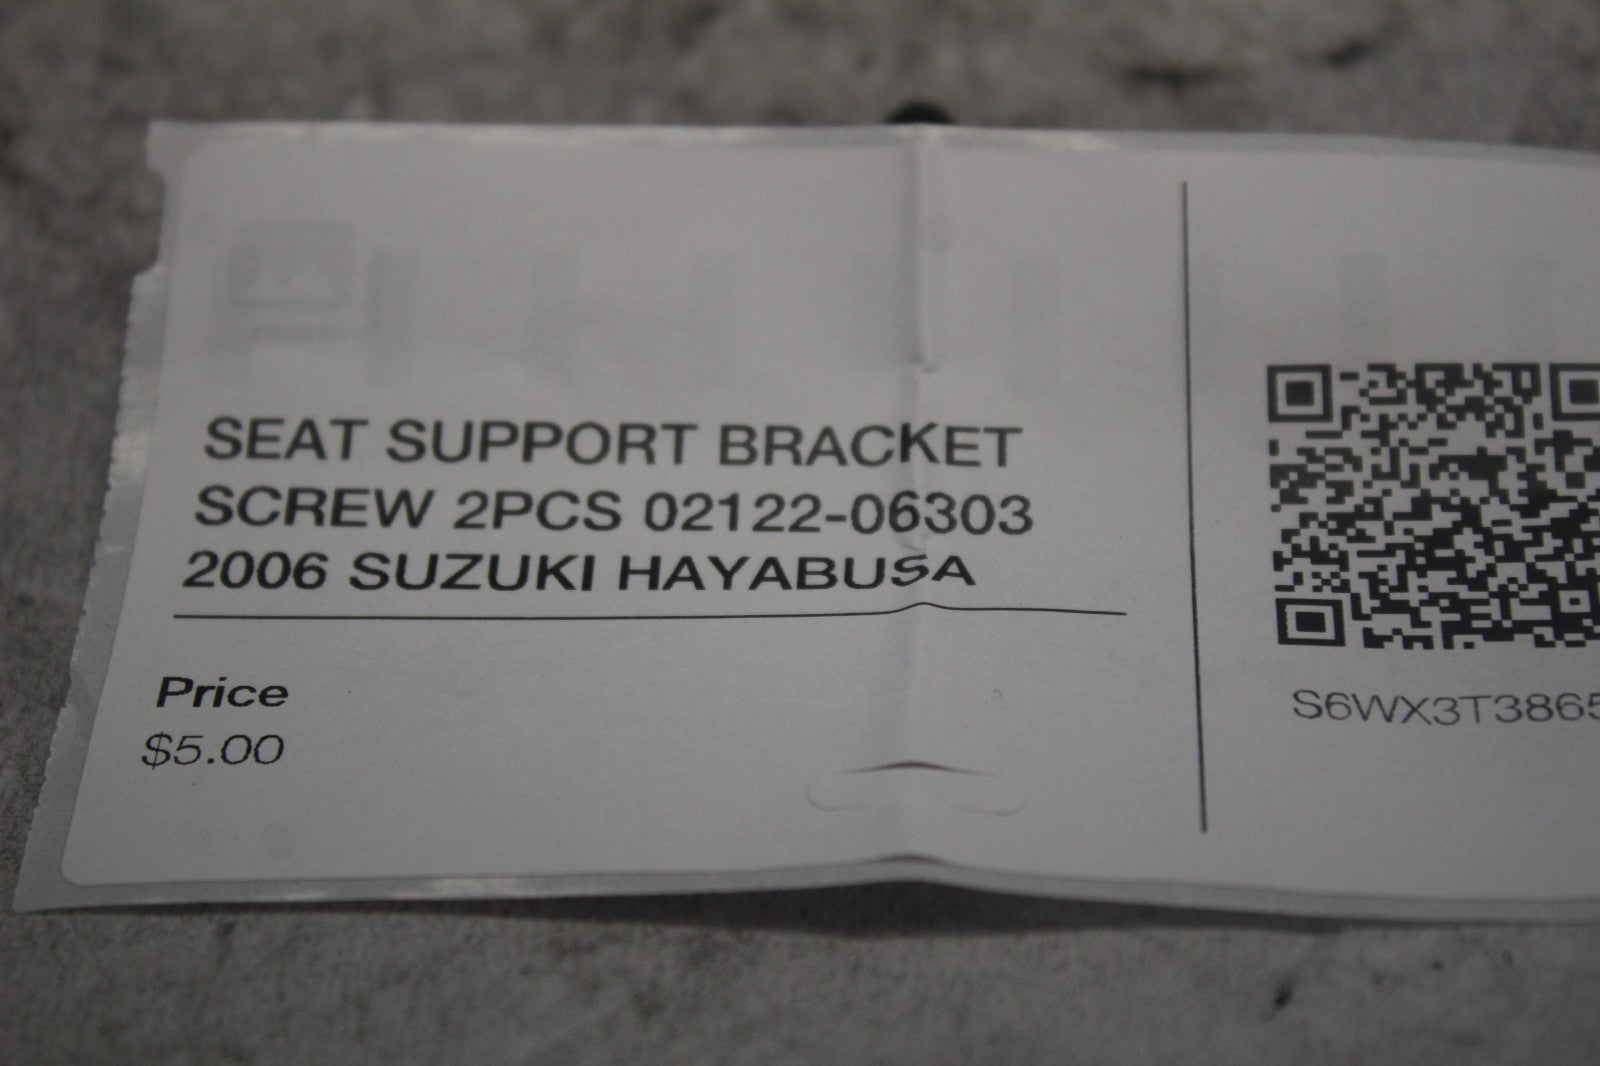 SEAT SUPPORT BRACKET
SCREW 2PCS 02122-06303
2006 SUZUKI HAYABUSA
Price
$5.00
S6WX3T3865